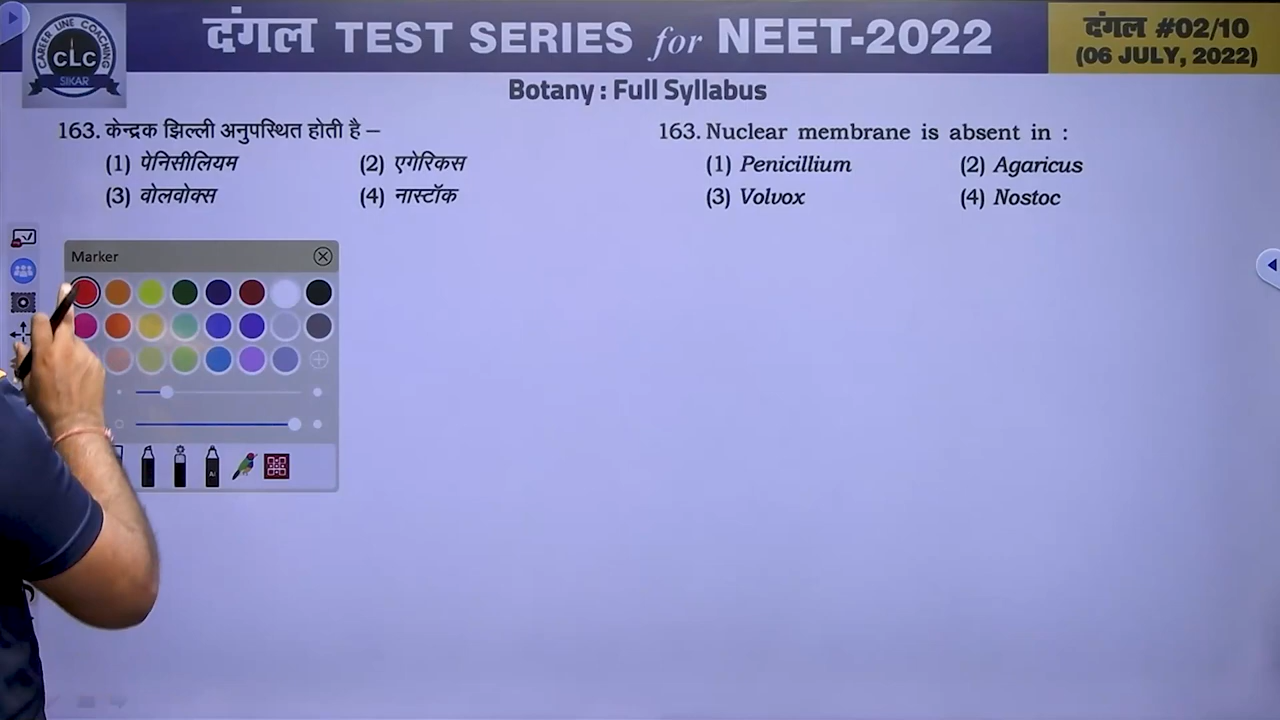 CAREER LINE COACHING
CLC
SIKAR
दंगल TEST SERIES for NEET-2022
दंगल #02/10
(06 JULY, 2022)
Botany : Full Syllabus
163. केन्द्रक झिल्ली अनुपस्थित होती है –
(1) पेनिसीलियम (2) एगेरिकस
(3) वोलवोक्स (4) नास्टॉक
163. Nuclear membrane is absent in :
(1) Penicillium (2) Agaricus
(3) Volvox (4) Nostoc
Marker